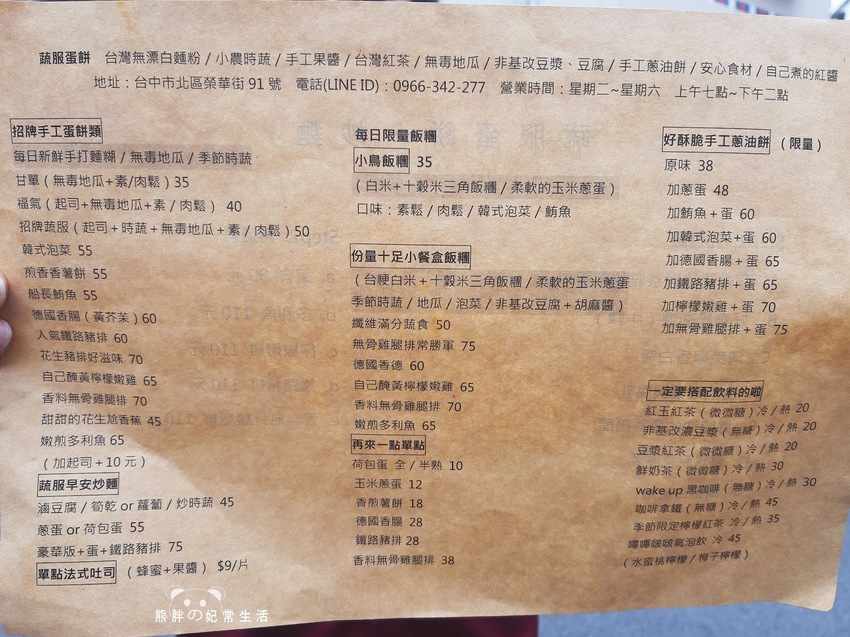 蔬服蛋餅 台灣無漂白麵粉 / 小農時蔬 / 手工果醬 / 台灣紅茶 / 無毒地瓜 / 非基改豆漿、豆腐 / 手工蔥油餅 / 安心食材 / 自己煮的紅醬
地址：台中市北區榮華街91號 電話(LINE ID)：0966-342-277 營業時間：星期二~星期六 上午七點~下午二點
招牌手工蛋餅類
每日新鮮手打麵糊 / 無毒地瓜 / 季節時蔬
甘單（無毒地瓜+素/肉鬆）35
福氣（起司+無毒地瓜+素 / 肉鬆） 40
招牌蔬服（起司+時蔬+無毒地瓜+素 / 肉鬆）50
韓式泡菜 55
煎香香薯餅 55
船長鮪魚 55
德國香腸（黃芥茉）60
人氣鐵路豬排 60
花生豬排好滋味 70
自己醃黃檸檬嫩雞 65
香料無骨雞腿排 70
甜甜的花生尬香蕉 45
嫩煎多利魚 65
（加起司+10元）
蔬服早安炒麵
滷豆腐 / 筍乾 or 蘿蔔 / 炒時蔬 45
蔥蛋 or 荷包蛋 55
豪華版+蛋+鐵路豬排 75
單點法式吐司 （蜂蜜+果醬） $9/片
每日限量飯糰
小鳥飯糰 35
（白米+十穀米三角飯糰 / 柔軟的玉米蔥蛋）
口味：素鬆 / 肉鬆 / 韓式泡菜 / 鮪魚
份量十足小餐盒飯糰
（台梗白米+十穀米三角飯糰 / 柔軟的玉米蔥蛋
季節時蔬 / 地瓜 / 泡菜 / 非基改豆腐+胡麻醬）
纖維滿分蔬食 50
無骨雞腿排常勝軍 75
德國香德 60
自己醃黃檸檬嫩雞 65
香料無骨雞腿排 70
嫩煎多利魚 65
再來一點單點
荷包蛋 全 / 半熟 10
玉米蔥蛋 12
香煎薯餅 18
德國香腸 28
鐵路豬排 28
香料無骨雞腿排 38
好酥脆手工蔥油餅 （限量）
原味 38
加蔥蛋 48
加鮪魚+蛋 60
加韓式泡菜+蛋 60
加德國香腸+蛋 65
加鐵路豬排+蛋 65
加檸檬嫩雞+蛋 70
加無骨雞腿排+蛋 75
一定要搭配飲料的啦
紅玉紅茶（微微糖）冷 / 熱 20
非基改濃豆漿（無糖）冷 / 熱 20
豆漿紅茶（微微糖）冷 / 熱 20
鮮奶茶（微微糖）冷 / 熱 30
wake up 黑咖啡（無糖）冷 / 熱 30
咖啡拿鐵（無糖）冷 / 熱 45
季節限定檸檬紅茶 冷 / 熱 35
嗶嗶啵啵氣泡飲 冷 45
（水蜜桃檸檬 / 梅子檸檬）
熊胖の妃常生活